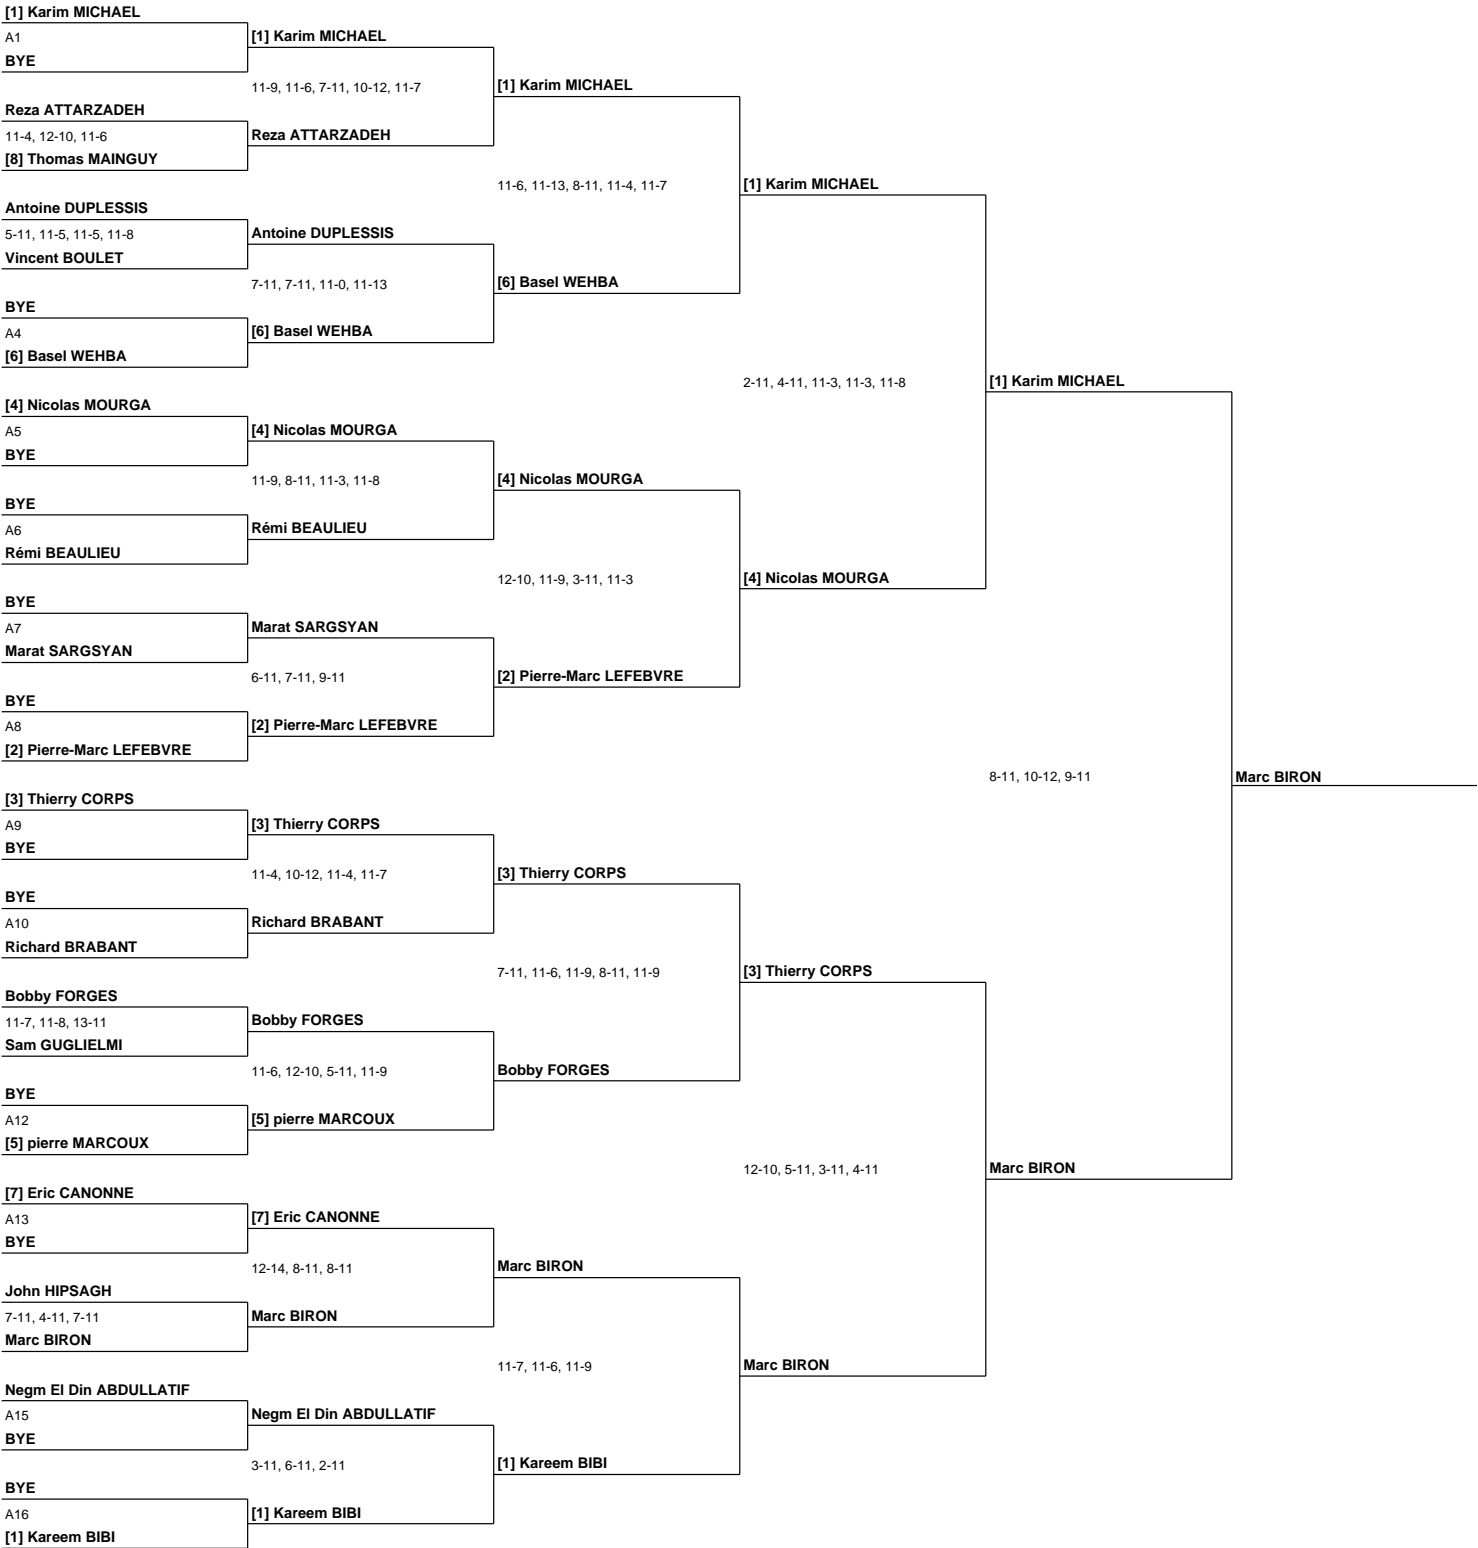 [1] Karim MICHAEL
A1
[1] Karim MICHAEL
BYE
11-9, 11-6, 7-11, 10-12, 11-7
[1] Karim MICHAEL
Reza ATTARZADEH
11-4, 12-10, 11-6
Reza ATTARZADEH
[8] Thomas MAINGUY
11-6, 11-13, 8-11, 11-4, 11-7
[1] Karim MICHAEL
Antoine DUPLESSIS
5-11, 11-5, 11-5, 11-8
Antoine DUPLESSIS
Vincent BOULET
7-11, 7-11, 11-0, 11-13
[6] Basel WEHBA
BYE
A4
[6] Basel WEHBA
[6] Basel WEHBA
2-11, 4-11, 11-3, 11-3, 11-8
[1] Karim MICHAEL
[4] Nicolas MOURGA
A5
[4] Nicolas MOURGA
BYE
11-9, 8-11, 11-3, 11-8
[4] Nicolas MOURGA
BYE
A6
Rémi BEAULIEU
Rémi BEAULIEU
12-10, 11-9, 3-11, 11-3
[4] Nicolas MOURGA
BYE
A7
Marat SARGSYAN
Marat SARGSYAN
6-11, 7-11, 9-11
[2] Pierre-Marc LEFEBVRE
BYE
A8
[2] Pierre-Marc LEFEBVRE
[2] Pierre-Marc LEFEBVRE
8-11, 10-12, 9-11
Marc BIRON
[3] Thierry CORPS
A9
[3] Thierry CORPS
BYE
11-4, 10-12, 11-4, 11-7
[3] Thierry CORPS
BYE
A10
Richard BRABANT
Richard BRABANT
7-11, 11-6, 11-9, 8-11, 11-9
[3] Thierry CORPS
Bobby FORGES
11-7, 11-8, 13-11
Bobby FORGES
Sam GUGLIELMI
11-6, 12-10, 5-11, 11-9
Bobby FORGES
BYE
A12
[5] pierre MARCOUX
[5] pierre MARCOUX
12-10, 5-11, 3-11, 4-11
Marc BIRON
[7] Eric CANONNE
A13
[7] Eric CANONNE
BYE
12-14, 8-11, 8-11
Marc BIRON
John HIPSAGH
7-11, 4-11, 7-11
Marc BIRON
Marc BIRON
11-7, 11-6, 11-9
Marc BIRON
Negm El Din ABDULLATIF
A15
Negm El Din ABDULLATIF
BYE
3-11, 6-11, 2-11
[1] Kareem BIBI
BYE
A16
[1] Kareem BIBI
[1] Kareem BIBI